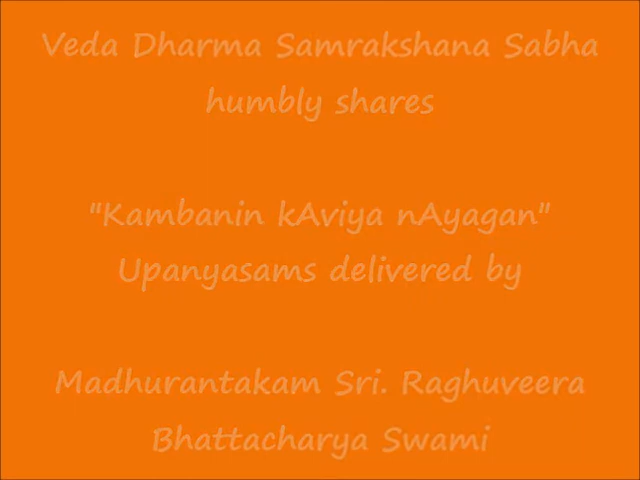 Veda Dharma Samrakshana Sabha
humbly shares
"Kambanin kAviya nAyagan"
Upanyasams delivered by
Madhurantakam Sri. Raghuveera
Bhattacharya Swami